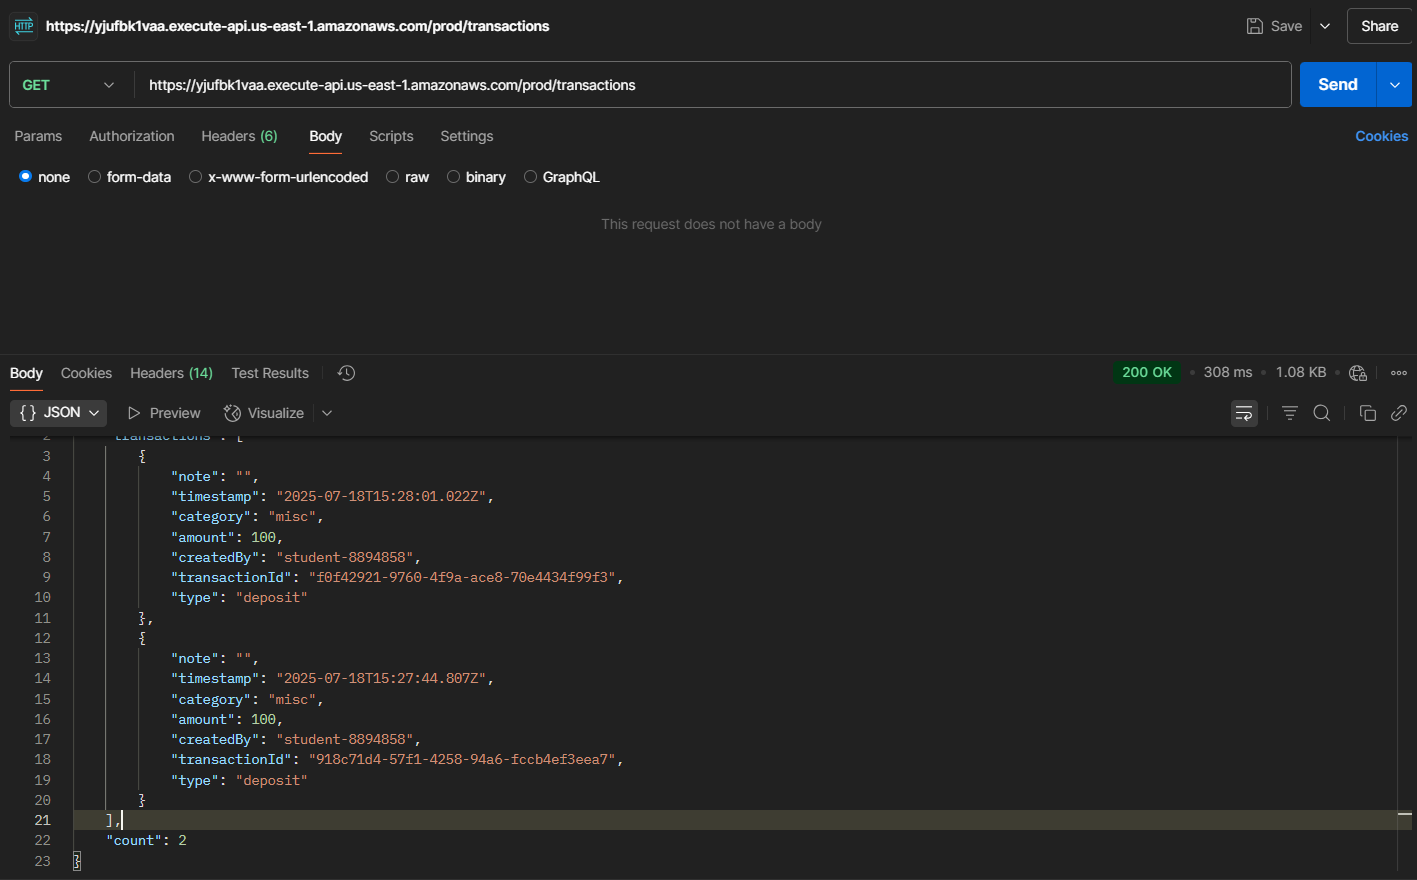 HTTP https://yjufbk1vaa.execute-api.us-east-1.amazonaws.com/prod/transactions Save Share
GET https://yjufbk1vaa.execute-api.us-east-1.amazonaws.com/prod/transactions Send
Params Authorization Headers (6) Body Scripts Settings Cookies
none form-data x-www-form-urlencoded raw binary GraphQL
This request does not have a body
Body Cookies Headers (14) Test Results 200 OK • 308 ms • 1.08 KB •
{} JSON Preview Visualize
2 "transactions": [
3 {
4 "note": "",
5 "timestamp": "2025-07-18T15:28:01.022Z",
6 "category": "misc",
7 "amount": 100,
8 "createdBy": "student-8894858",
9 "transactionId": "f0f42921-9760-4f9a-ace8-70e4434f99f3",
10 "type": "deposit"
11 },
12 {
13 "note": "",
14 "timestamp": "2025-07-18T15:27:44.807Z",
15 "category": "misc",
16 "amount": 100,
17 "createdBy": "student-8894858",
18 "transactionId": "918c71d4-57f1-4258-94a6-fccb4ef3eea7",
19 "type": "deposit"
20 }
21 ],
22 "count": 2
23 }